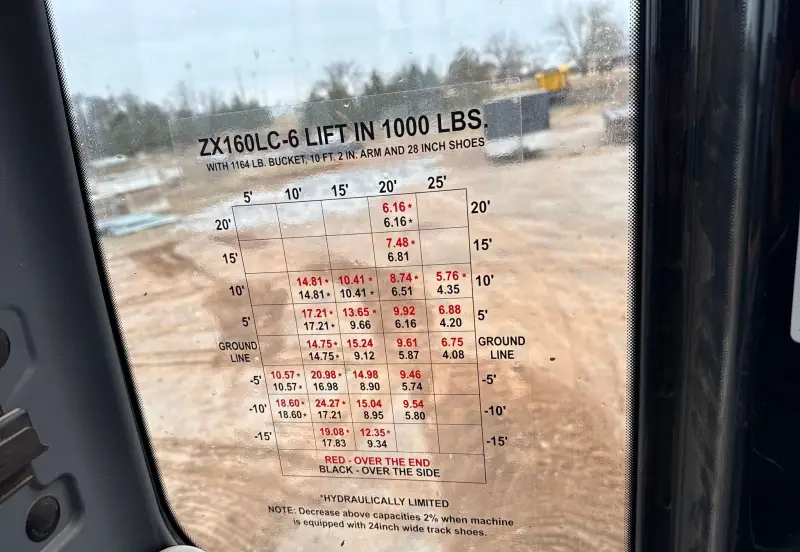 ZX160LC-6 LIFT IN 1000 LBS.
WITH 1164 LB. BUCKET, 10 FT. 2 IN. ARM AND 28 INCH SHOES
5' 10' 15' 20' 25'
20' 6.16* 20'
6.16*
15' 7.48* 15'
6.81
10' 14.81* 10.41* 8.74* 5.76* 10'
14.81* 10.41* 6.51 4.35
5' 17.21* 13.65* 9.92 6.88 5'
17.21* 9.66 6.16 4.20
GROUND LINE 14.75* 15.24 9.61 6.75 GROUND LINE
14.75* 9.12 5.87 4.08
-5' 10.57* 20.98* 14.98 9.46 -5'
10.57* 16.98 8.90 5.74
-10' 18.60* 24.27* 15.04 9.54 -10'
18.60* 17.21 8.95 5.80
-15' 19.08* 12.35* -15'
17.83 9.34
RED - OVER THE END
BLACK - OVER THE SIDE
*HYDRAULICALLY LIMITED
NOTE: Decrease above capacities 2% when machine
is equipped with 24inch wide track shoes.